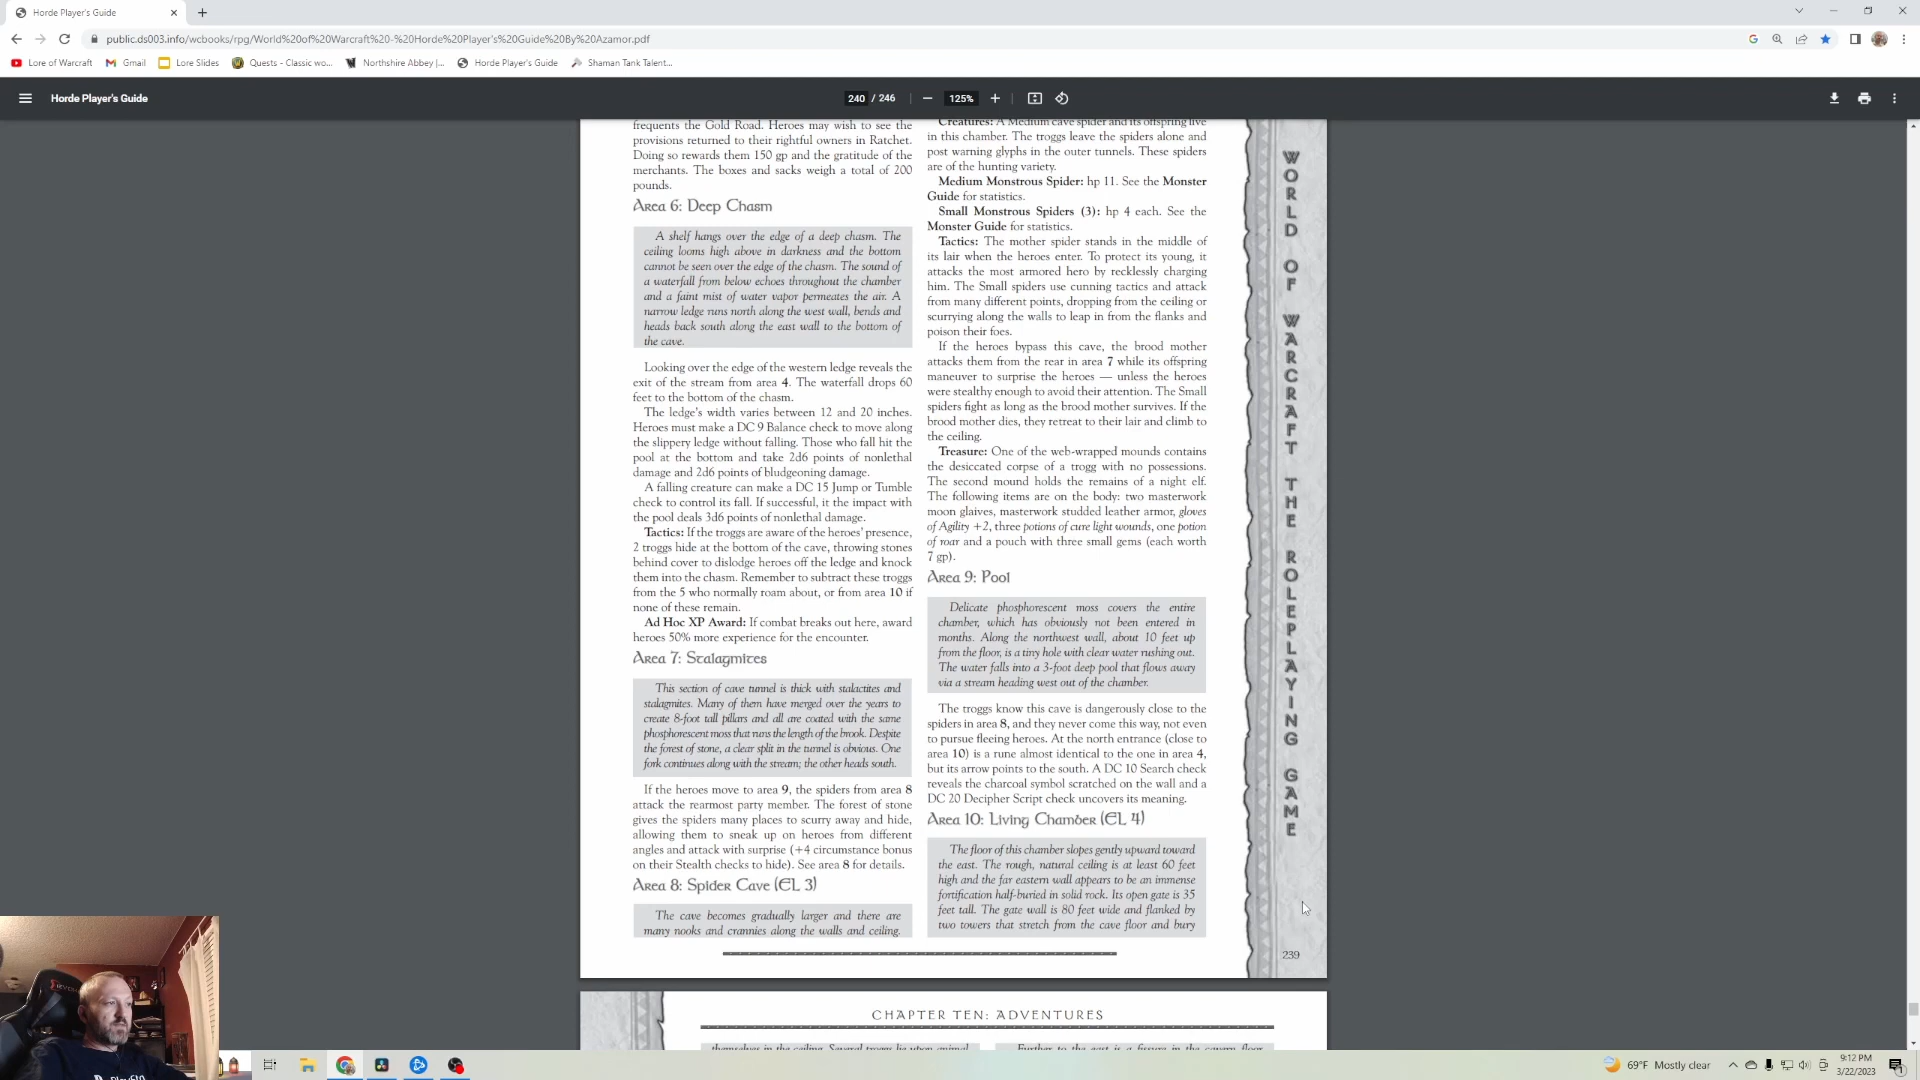 Horde Player's Guide
public.ds003.info/wcbooks/rpg/World%20of%20Warcraft%20-%20Horde%20Player's%20Guide%20By%20Azamor.pdf
Lore of Warcraft
Gmail
Lore Slides
Quests - Classic wo...
Northshire Abbey |...
Horde Player's Guide
Shaman Tank Talent...
Horde Player's Guide
240 / 246
125%
frequents the Gold Road. Heroes may wish to see the
provisions returned to their rightful owners in Ratchet.
Doing so rewards them 150 gp and the gratitude of the
merchants. The boxes and sacks weigh a total of 200
pounds.
Area 6: Deep Chasm
A shelf hangs over the edge of a deep chasm. The
ceiling looms high above in darkness and the bottom
cannot be seen over the edge of the chasm. The sound of
a waterfall from below echoes throughout the chamber
and a faint mist of water vapor permeates the air. A
narrow ledge runs north along the west wall, bends and
heads back south along the east wall to the bottom of
the cave.
Looking over the edge of the western ledge reveals the
exit of the stream from area 4. The waterfall drops 60
feet to the bottom of the chasm.
The ledge's width varies between 12 and 20 inches.
Heroes must make a DC 9 Balance check to move along
the slippery ledge without falling. Those who fall hit the
pool at the bottom and take 2d6 points of nonlethal
damage and 2d6 points of bludgeoning damage.
A falling creature can make a DC 15 Jump or Tumble
check to control its fall. If successful, it the impact with
the pool deals 3d6 points of nonlethal damage.
Tactics: If the troggs are aware of the heroes' presence,
2 troggs hide at the bottom of the cave, throwing stones
behind cover to dislodge heroes off the ledge and knock
them into the chasm. Remember to subtract these troggs
from the 5 who normally roam about, or from area 10 if
none of these remain.
Ad Hoc XP Award: If combat breaks out here, award
heroes 50% more experience for the encounter.
Area 7: Stalagmites
This section of cave tunnel is thick with stalactites and
stalagmites. Many of them have merged over the years to
create 8-foot tall pillars and all are coated with the same
phosphorescent moss that runs the length of the brook. Despite
the forest of stone, a clear split in the tunnel is obvious. One
fork continues along with the stream; the other heads south.
If the heroes move to area 9, the spiders from area 8
attack the rearmost party member. The forest of stone
gives the spiders many places to scurry away and hide,
allowing them to sneak up on heroes from different
angles and attack with surprise (+4 circumstance bonus
on their Stealth checks to hide). See area 8 for details.
Area 8: Spider Cave (EL 3)
The cave becomes gradually larger and there are
many nooks and crannies along the walls and ceiling.
Creatures: A Medium cave spider and its offspring live
in this chamber. The troggs leave the spiders alone and
post warning glyphs in the outer tunnels. These spiders
are of the hunting variety.
Medium Monstrous Spider: hp 11. See the Monster
Guide for statistics.
Small Monstrous Spiders (3): hp 4 each. See the
Monster Guide for statistics.
Tactics: The mother spider stands in the middle of
its lair when the heroes enter. To protect its young, it
attacks the most armored hero by recklessly charging
him. The Small spiders use cunning tactics and attack
from many different points, dropping from the ceiling or
scurrying along the walls to leap in from the flanks and
poison their foes.
If the heroes bypass this cave, the brood mother
attacks them from the rear in area 7 while its offspring
maneuver to surprise the heroes — unless the heroes
were stealthy enough to avoid their attention. The Small
spiders fight as long as the brood mother survives. If the
brood mother dies, they retreat to their lair and climb to
the ceiling.
Treasure: One of the web-wrapped mounds contains
the desiccated corpse of a trogg with no possessions.
The second mound holds the remains of a night elf.
The following items are on the body: two masterwork
moon glaives, masterwork studded leather armor, gloves
of Agility +2, three potions of cure light wounds, one potion
of roar and a pouch with three small gems (each worth
7 gp).
Area 9: Pool
Delicate phosphorescent moss covers the entire
chamber, which has obviously not been entered in
months. Along the northwest wall, about 10 feet up
from the floor, is a tiny hole with clear water rushing out.
The water falls into a 3-foot deep pool that flows away
via a stream heading west out of the chamber.
The troggs know this cave is dangerously close to the
spiders in area 8, and they never come this way, not even
to pursue fleeing heroes. At the north entrance (close to
area 10) is a rune almost identical to the one in area 4,
but its arrow points to the south. A DC 10 Search check
reveals the charcoal symbol scratched on the wall and a
DC 20 Decipher Script check uncovers its meaning.
Area 10: Living Chamber (EL 4)
The floor of this chamber slopes gently upward toward
the east. The rough, natural ceiling is at least 60 feet
high and the far eastern wall appears to be an immense
fortification half-buried in solid rock. Its open gate is 35
feet tall. The gate wall is 80 feet wide and flanked by
two towers that stretch from the cave floor and bury
WORLD OF WARCRAFT THE ROLEPLAYING GAME
239
CHAPTER TEN: ADVENTURES
themselves in the ceiling. Several troggs lie upon animal
Further to the east is a fissure in the cavern floor.
69°F Mostly clear
9:12 PM
3/22/2023